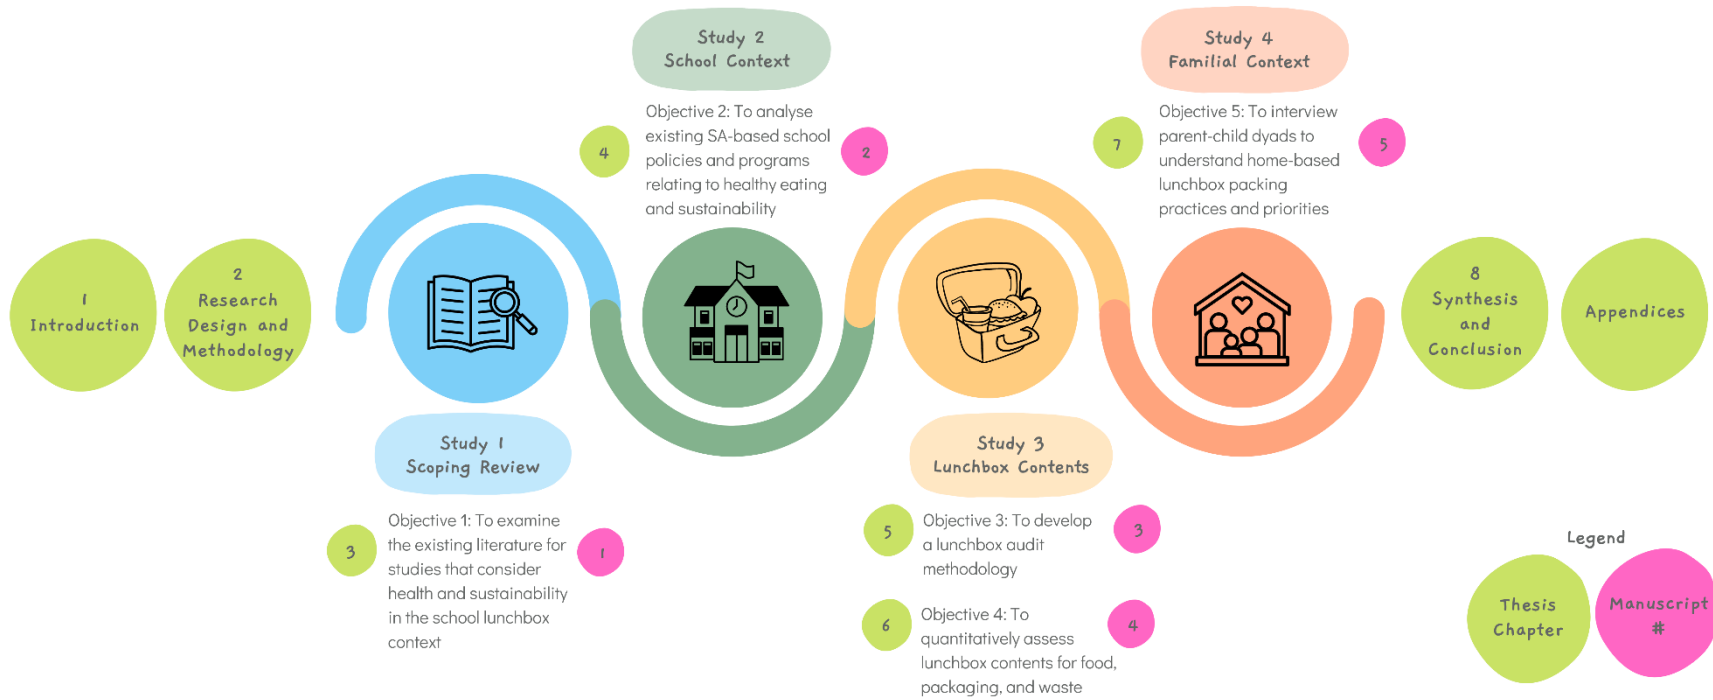 1
Introduction
2
Research
Design and
Methodology
Study 1
Scoping Review
3
Objective 1: To examine
the existing literature for
studies that consider
health and sustainability
in the school lunchbox
context
1
Study 2
School Context
4
Objective 2: To analyse
existing SA-based school
policies and programs
relating to healthy eating
and sustainability
2
Study 3
Lunchbox Contents
5
Objective 3: To develop
a lunchbox audit
methodology
3
6
Objective 4: To
quantitatively assess
lunchbox contents for food,
packaging, and waste
4
Study 4
Familial Context
7
Objective 5: To interview
parent-child dyads to
understand home-based
lunchbox packing
practices and priorities
5
8
Synthesis
and
Conclusion
Appendices
Legend
Thesis
Chapter
Manuscript
#